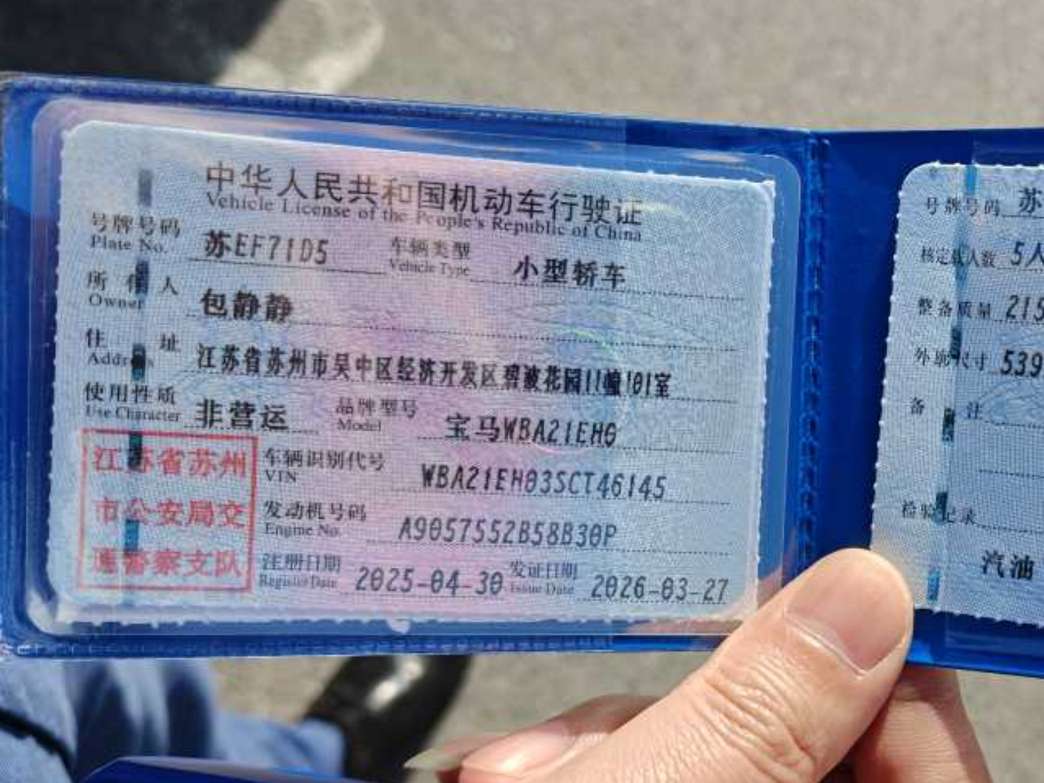 中华人民共和国机动车行驶证
Vehicle License of the People's Republic of China
号牌号码 苏EF71D5 车辆类型 小型轿车
Plate No. Vehicle Type
所有人 包静静
Owner
住址 江苏省苏州市吴中区经济开发区碧波花园11幢101室
Address
使用性质 非营运 品牌型号 宝马WBA21EH0
Use Character Model
江苏省苏州
市公安局交
通警察支队
车辆识别代号 WBA21EH03SCT46145
VIN
发动机号码 A9057552B58B30P
Engine No.
注册日期 2025-04-30 发证日期 2026-03-27
Register Date Issue Date
号牌号码 苏
核定载人数 5人
整备质量 215
外廓尺寸 539
备注
检验记录
汽油